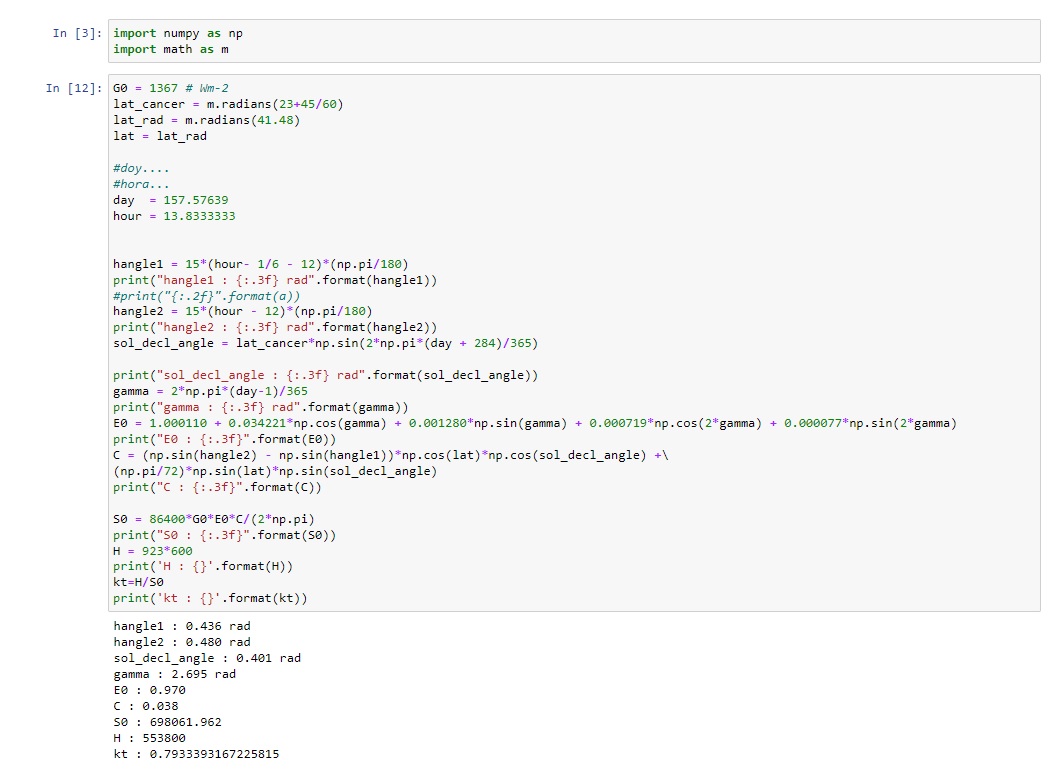 In [3]: import numpy as np
import math as m
In [12]: G0 = 1367 # Wm-2
lat_cancer = m.radians(23+45/60)
lat_rad = m.radians(41.48)
lat = lat_rad
#doy....
#hora...
day  = 157.57639
hour = 13.8333333
hangle1 = 15*(hour- 1/6 - 12)*(np.pi/180)
print("hangle1 : {:.3f} rad".format(hangle1))
#print("{:.2f}".format(a))
hangle2 = 15*(hour - 12)*(np.pi/180)
print("hangle2 : {:.3f} rad".format(hangle2))
sol_decl_angle = lat_cancer*np.sin(2*np.pi*(day + 284)/365)
print("sol_decl_angle : {:.3f} rad".format(sol_decl_angle))
gamma = 2*np.pi*(day-1)/365
print("gamma : {:.3f} rad".format(gamma))
E0 = 1.000110 + 0.034221*np.cos(gamma) + 0.001280*np.sin(gamma) + 0.000719*np.cos(2*gamma) + 0.000077*np.sin(2*gamma)
print("E0 : {:.3f}".format(E0))
C = (np.sin(hangle2) - np.sin(hangle1))*np.cos(lat)*np.cos(sol_decl_angle) +\
(np.pi/72)*np.sin(lat)*np.sin(sol_decl_angle)
print("C : {:.3f}".format(C))
S0 = 86400*G0*E0*C/(2*np.pi)
print("S0 : {:.3f}".format(S0))
H = 923*600
print('H : {}'.format(H))
kt=H/S0
print('kt : {}'.format(kt))
hangle1 : 0.436 rad
hangle2 : 0.480 rad
sol_decl_angle : 0.401 rad
gamma : 2.695 rad
E0 : 0.970
C : 0.038
S0 : 698061.962
H : 553800
kt : 0.7933393167225815